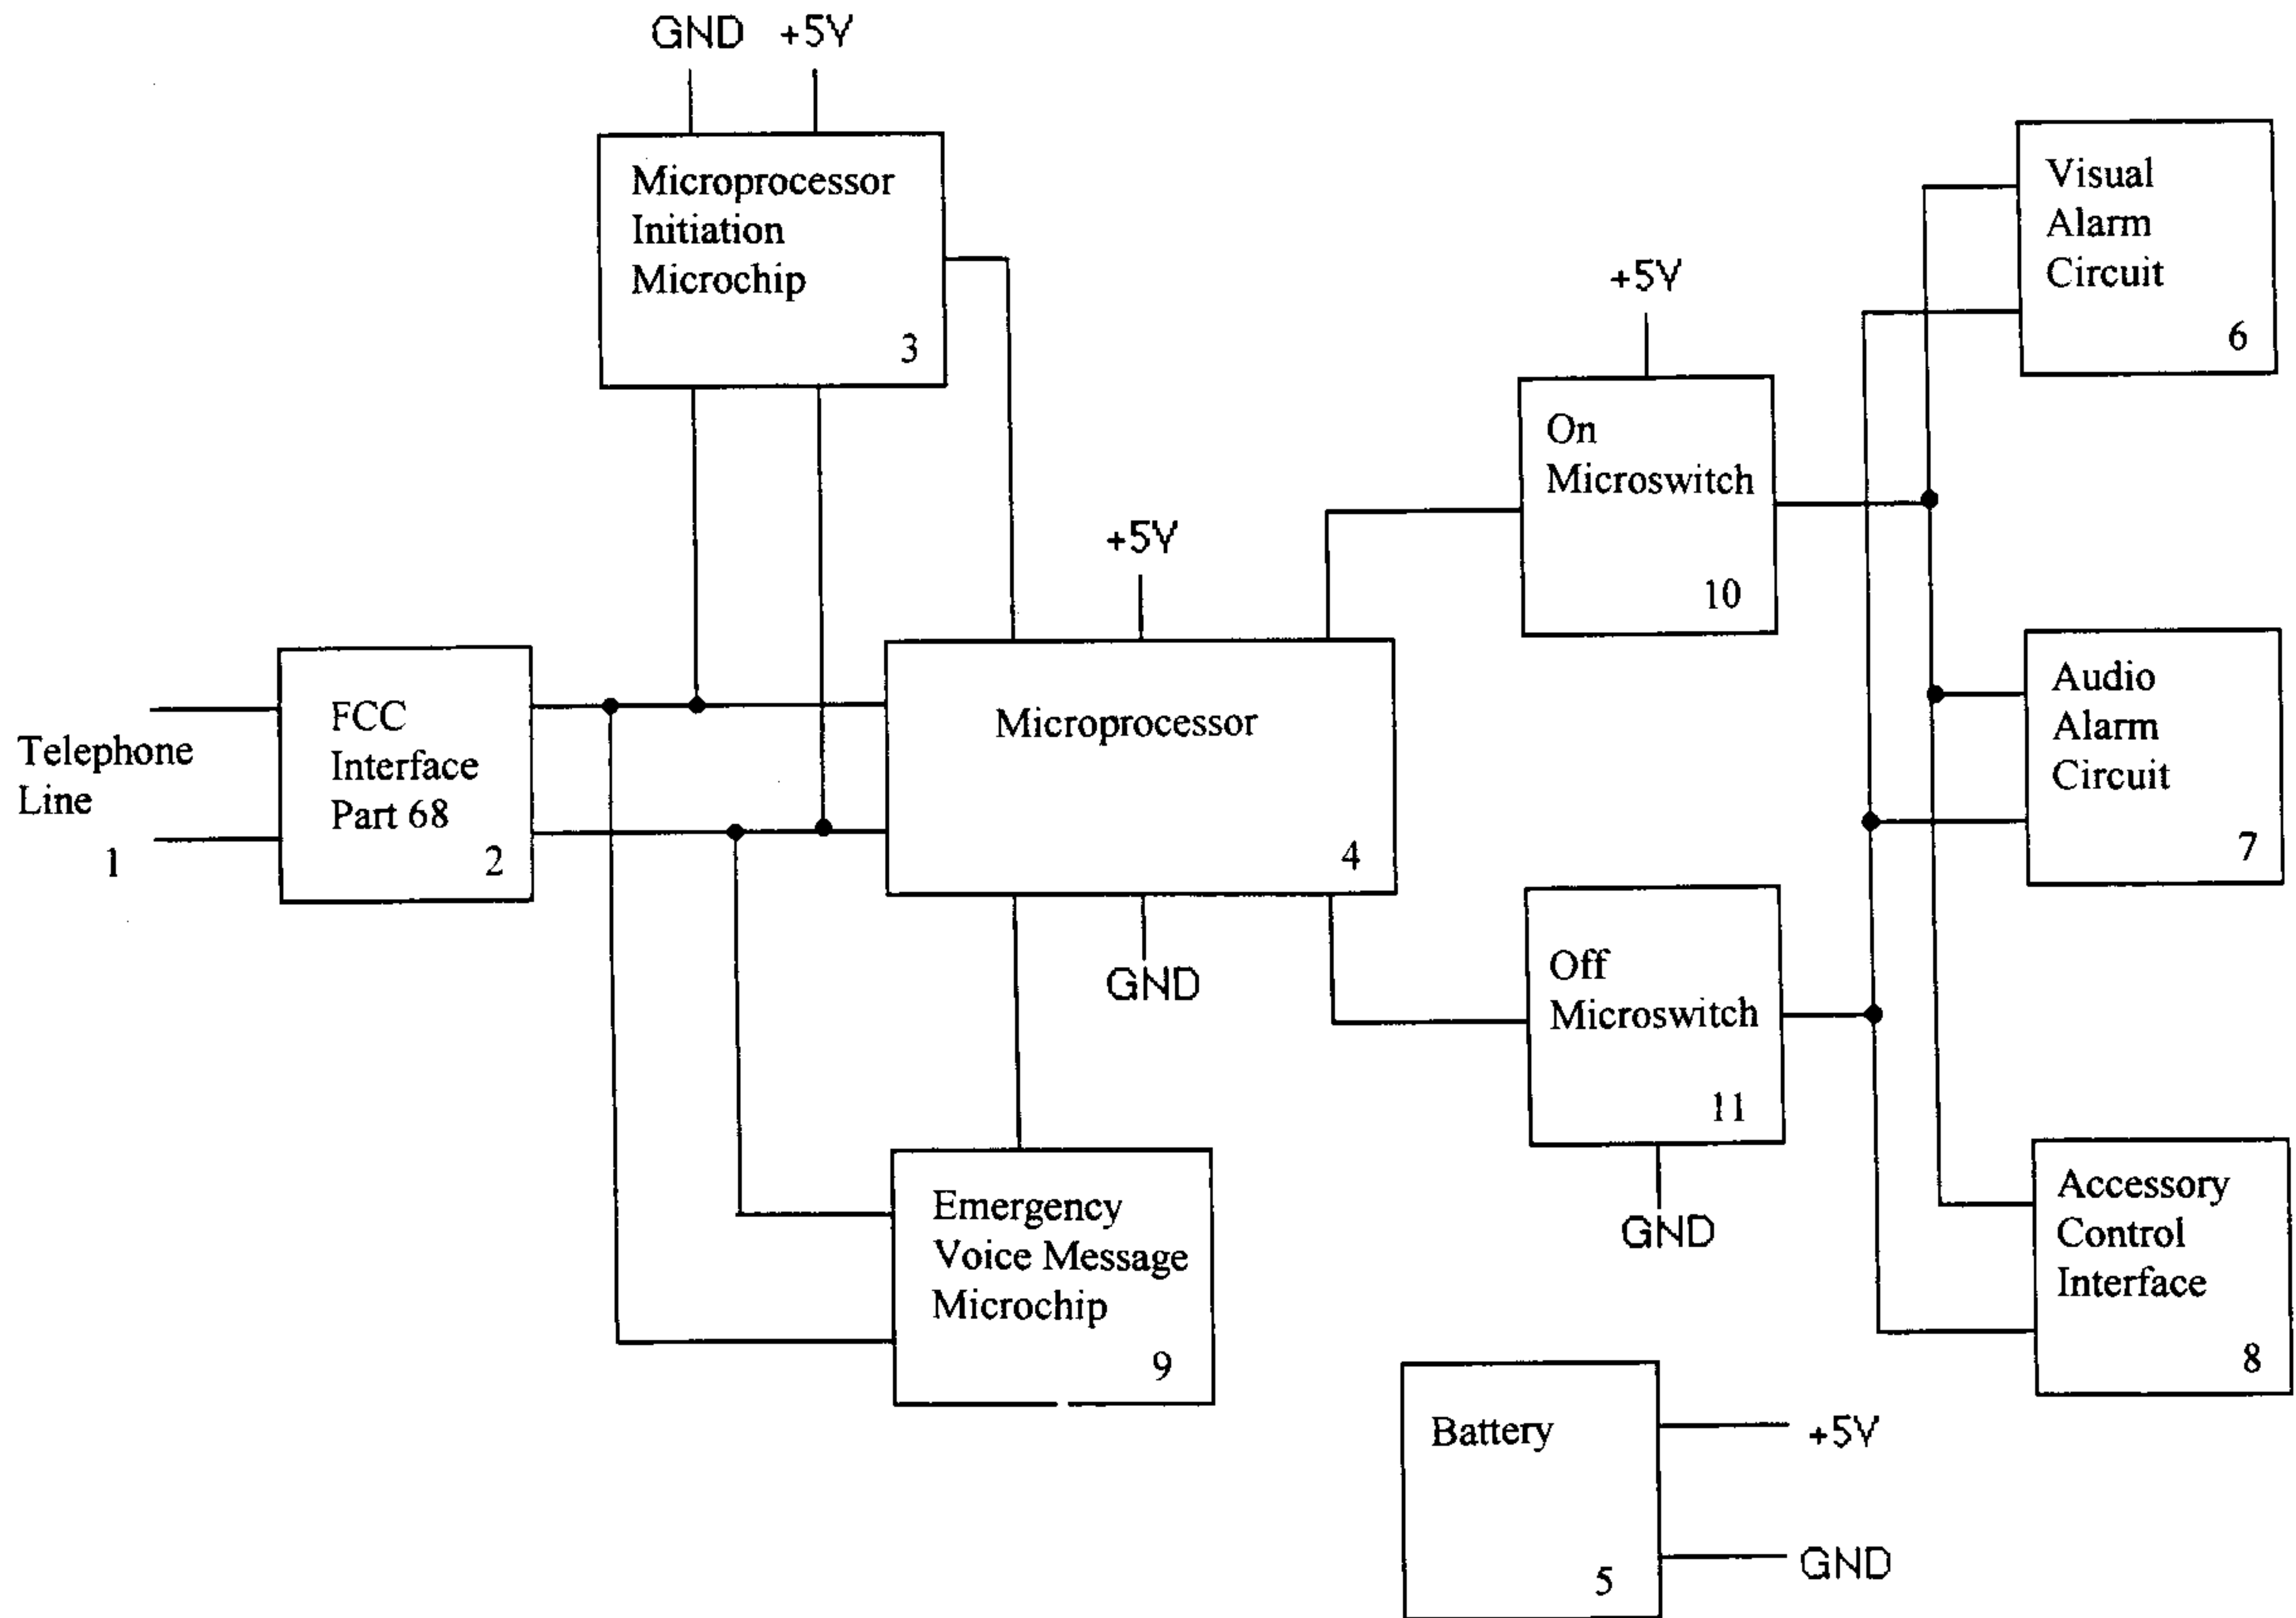 GND +5V
Microprocessor
Initiation
Microchip
3
Visual
Alarm
Circuit
6
+5V
On
Microswitch
10
+5V
Telephone
Line
1
FCC
Interface
Part 68
2
Microprocessor
4
GND
Audio
Alarm
Circuit
7
Off
Microswitch
11
GND
Emergency
Voice Message
Microchip
9
Accessory
Control
Interface
8
Battery
5
+5V
GND